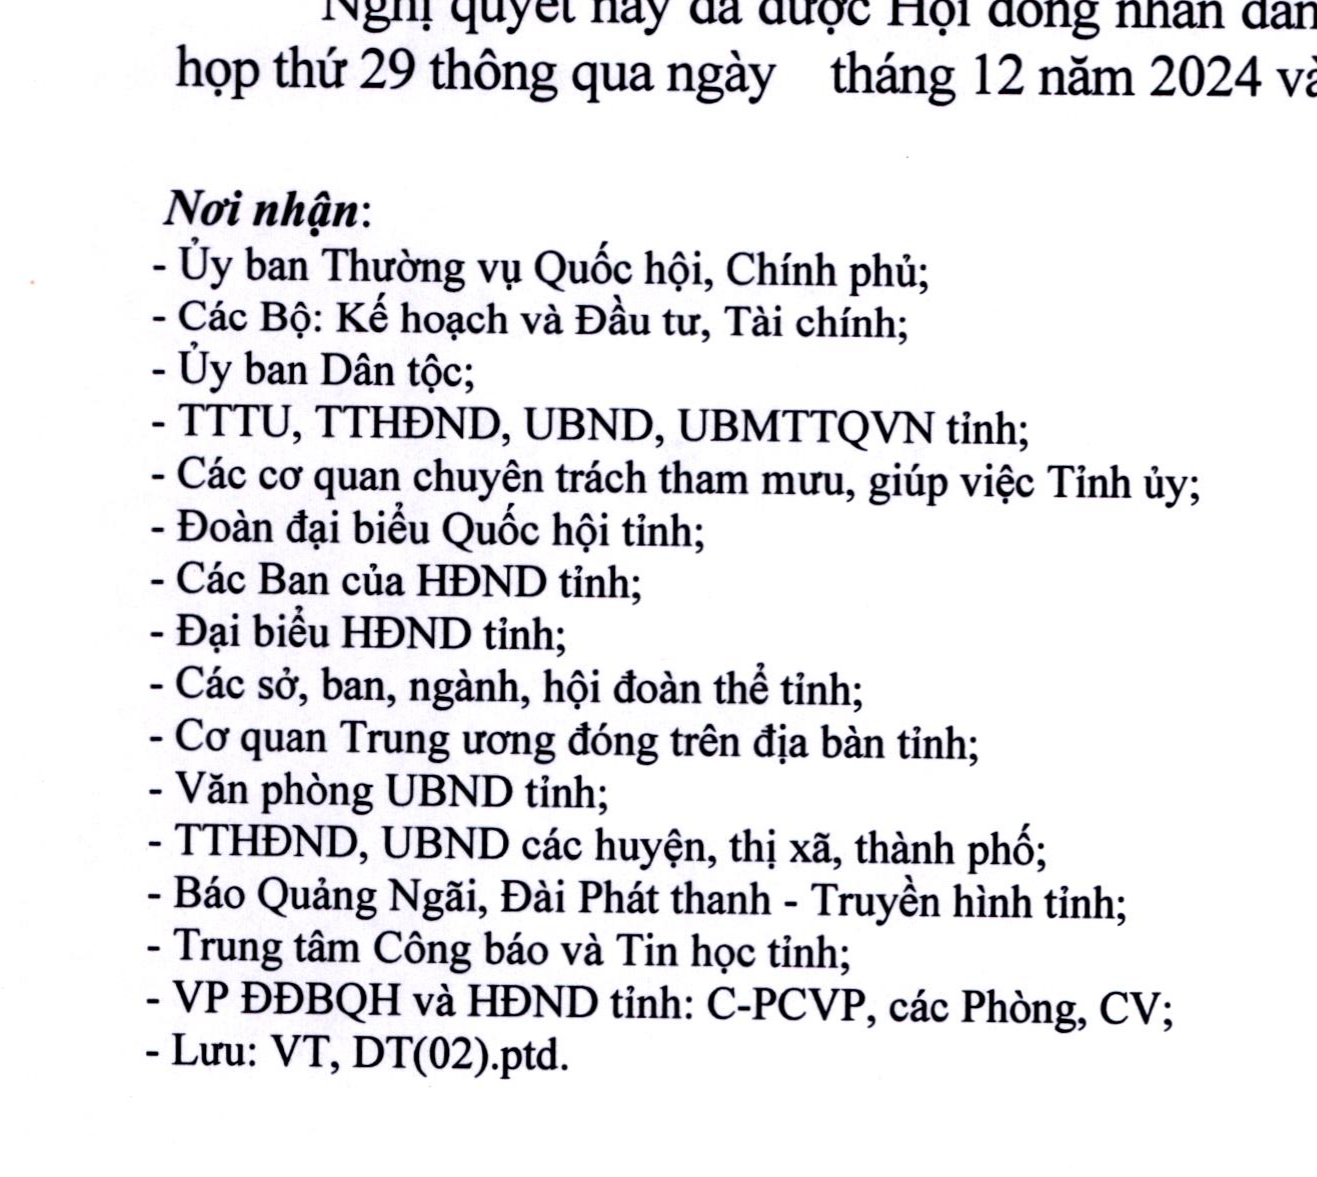 Nghị quyết này đã được Hội đồng nhân dân
họp thứ 29 thông qua ngày tháng 12 năm 2024 và
Nơi nhận:
- Ủy ban Thường vụ Quốc hội, Chính phủ;
- Các Bộ: Kế hoạch và Đầu tư, Tài chính;
- Ủy ban Dân tộc;
- TTTU, TTHĐND, UBND, UBMTTQVN tỉnh;
- Các cơ quan chuyên trách tham mưu, giúp việc Tỉnh ủy;
- Đoàn đại biểu Quốc hội tỉnh;
- Các Ban của HĐND tỉnh;
- Đại biểu HĐND tỉnh;
- Các sở, ban, ngành, hội đoàn thể tỉnh;
- Cơ quan Trung ương đóng trên địa bàn tỉnh;
- Văn phòng UBND tỉnh;
- TTHĐND, UBND các huyện, thị xã, thành phố;
- Báo Quảng Ngãi, Đài Phát thanh - Truyền hình tỉnh;
- Trung tâm Công báo và Tin học tỉnh;
- VP ĐĐBQH và HĐND tỉnh: C-PCVP, các Phòng, CV;
- Lưu: VT, DT(02).ptd.